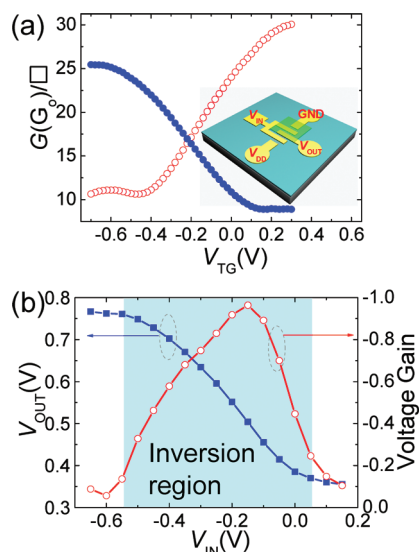 (a)
30
25
20
15
10
G(G₀)/□
V_IN
GND
V_DD
V_OUT
-0.6 -0.4 -0.2 0.0 0.2 0.4 0.6
V_TG(V)
(b)
0.8
0.7
0.6
0.5
0.4
0.3
V_OUT(V)
-1.0
-0.8
-0.6
-0.4
-0.2
0.0
Voltage Gain
Inversion
region
-0.6 -0.4 -0.2 0.0 0.2
V_IN(V)